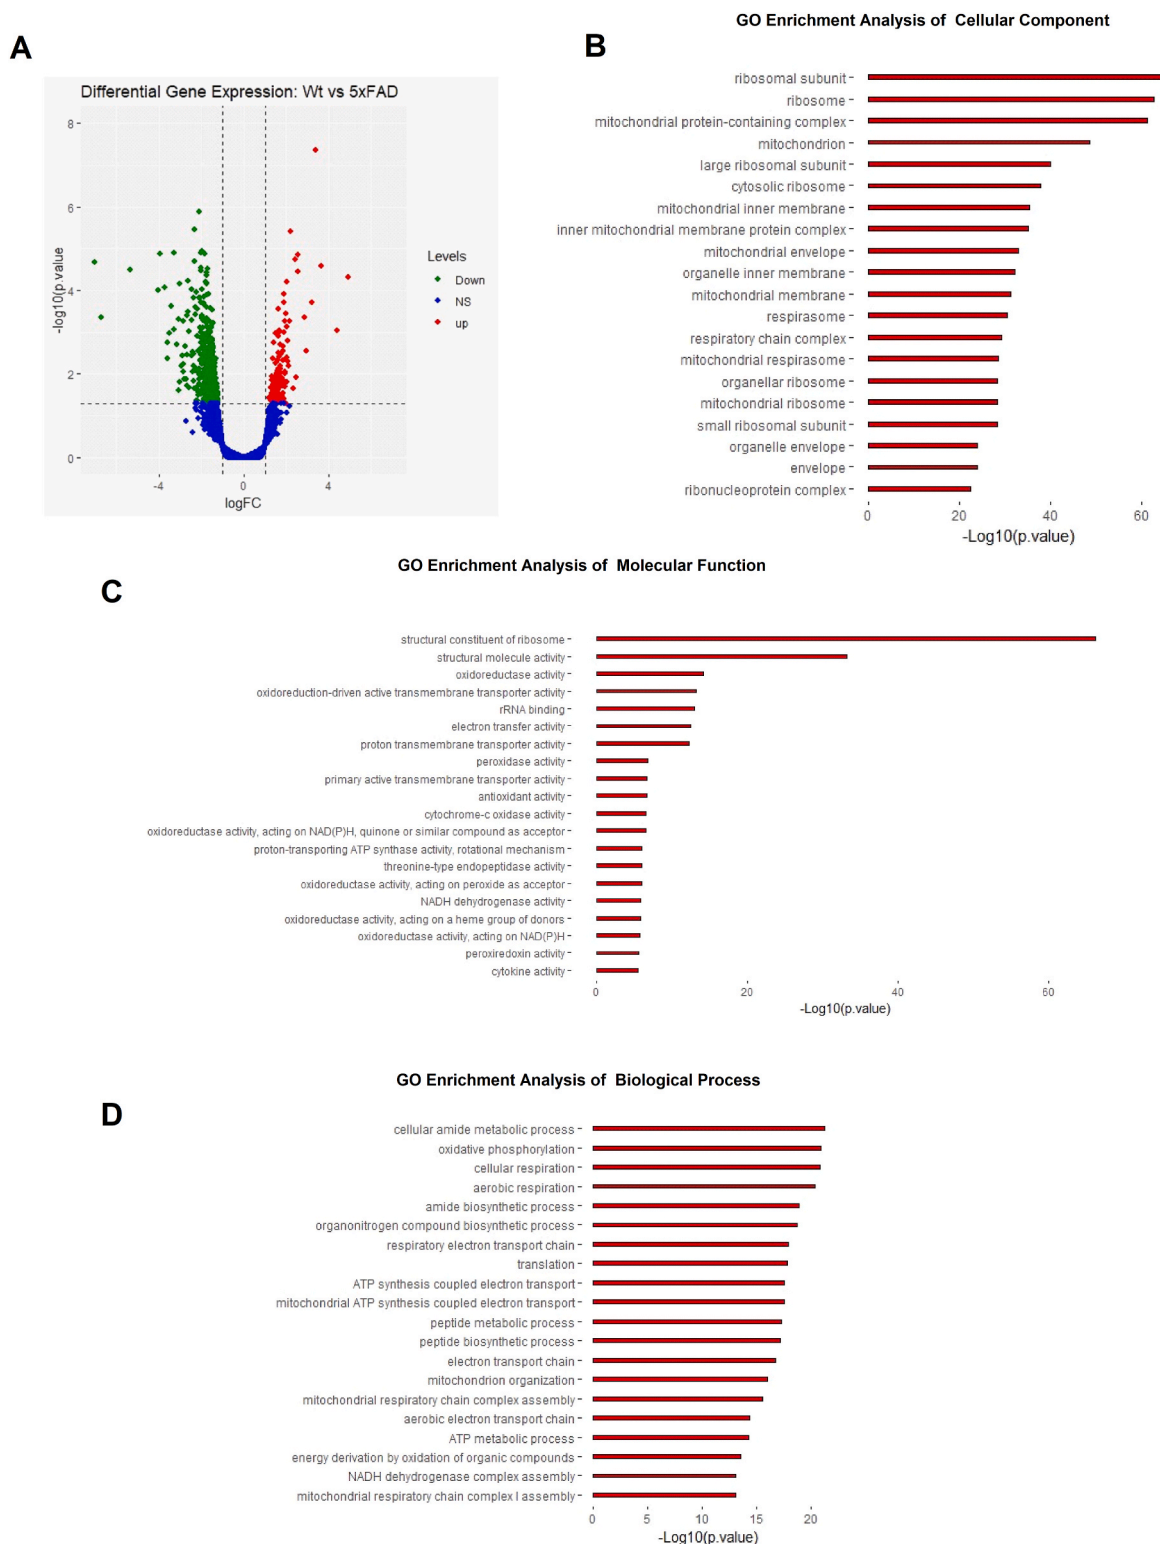 GO Enrichment Analysis of Cellular Component
A
B
Differential Gene Expression: Wt vs 5xFAD
8
6
4
2
0
-log10(p.value)
-4
0
4
logFC
Levels
Down
NS
up
ribosomal subunit
ribosome
mitochondrial protein-containing complex
mitochondrion
large ribosomal subunit
cytosolic ribosome
mitochondrial inner membrane
inner mitochondrial membrane protein complex
mitochondrial envelope
organelle inner membrane
mitochondrial membrane
respirasome
respiratory chain complex
mitochondrial respirasome
organellar ribosome
mitochondrial ribosome
small ribosomal subunit
organelle envelope
envelope
ribonucleoprotein complex
0 20 40 60
-Log10(p.value)
GO Enrichment Analysis of Molecular Function
C
structural constituent of ribosome
structural molecule activity
oxidoreductase activity
oxidoreduction-driven active transmembrane transporter activity
rRNA binding
electron transfer activity
proton transmembrane transporter activity
peroxidase activity
primary active transmembrane transporter activity
antioxidant activity
cytochrome-c oxidase activity
oxidoreductase activity, acting on NAD(P)H, quinone or similar compound as acceptor
proton-transporting ATP synthase activity, rotational mechanism
threonine-type endopeptidase activity
oxidoreductase activity, acting on peroxide as acceptor
NADH dehydrogenase activity
oxidoreductase activity, acting on a heme group of donors
oxidoreductase activity, acting on NAD(P)H
peroxiredoxin activity
cytokine activity
0 20 40 60
-Log10(p.value)
GO Enrichment Analysis of Biological Process
D
cellular amide metabolic process
oxidative phosphorylation
cellular respiration
aerobic respiration
amide biosynthetic process
organonitrogen compound biosynthetic process
respiratory electron transport chain
translation
ATP synthesis coupled electron transport
mitochondrial ATP synthesis coupled electron transport
peptide metabolic process
peptide biosynthetic process
electron transport chain
mitochondrion organization
mitochondrial respiratory chain complex assembly
aerobic electron transport chain
ATP metabolic process
energy derivation by oxidation of organic compounds
NADH dehydrogenase complex assembly
mitochondrial respiratory chain complex I assembly
0 5 10 15 20
-Log10(p.value)